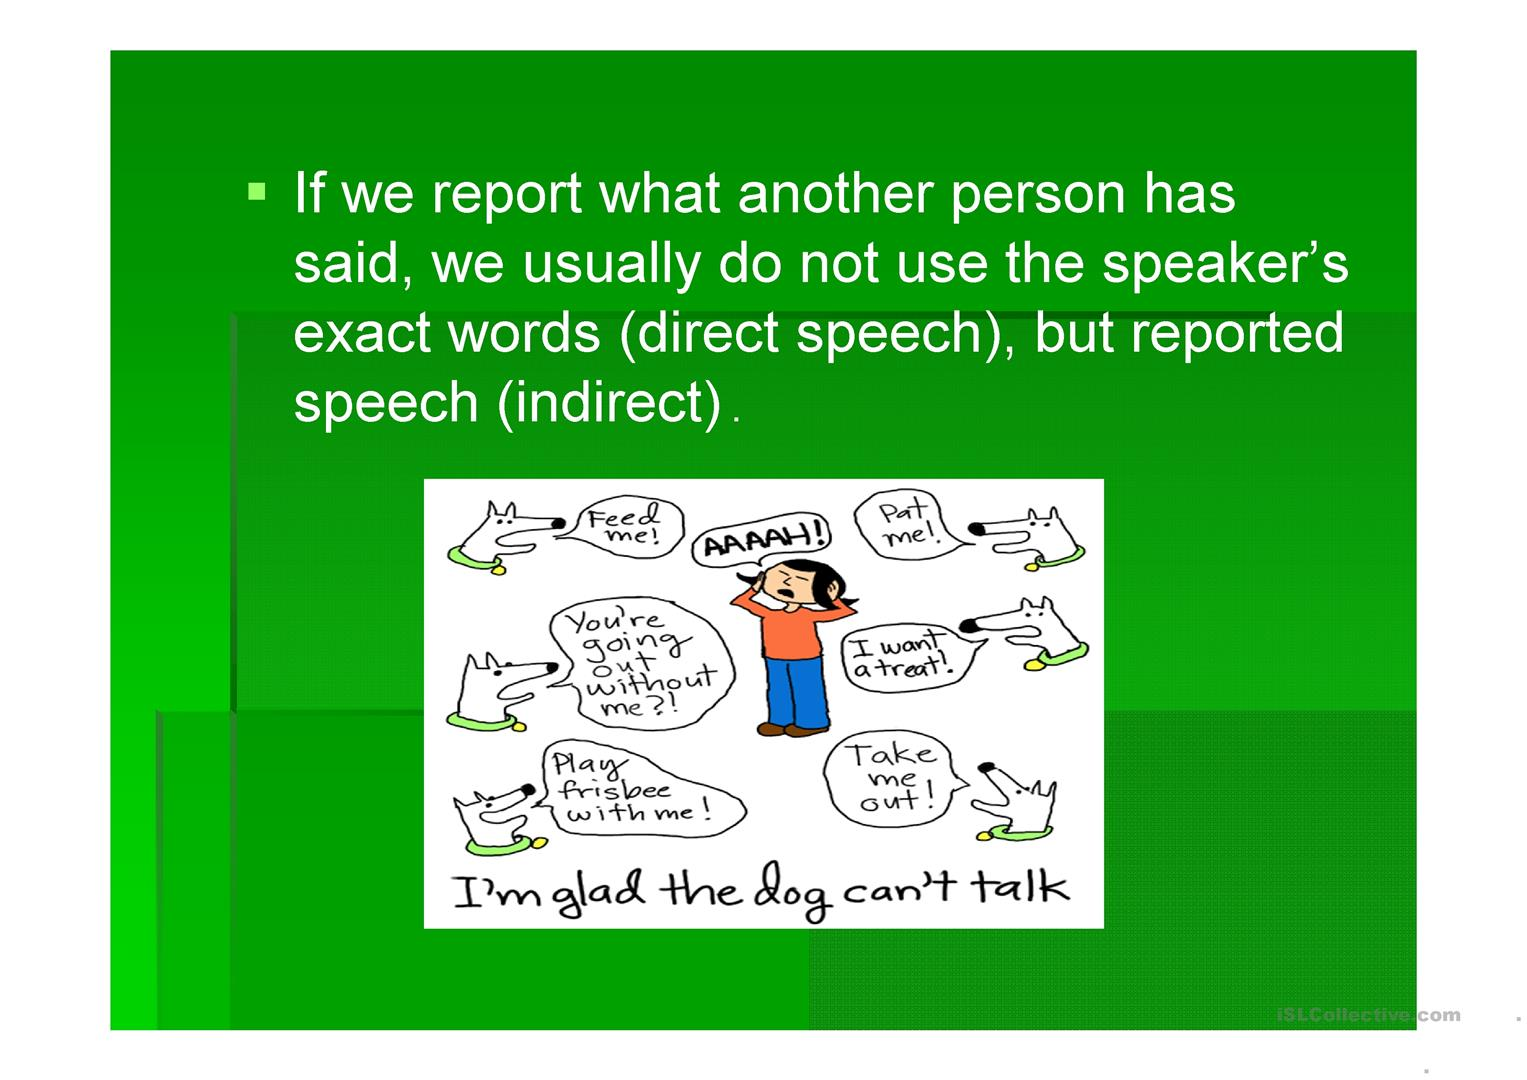 If we report what another person has
said, we usually do not use the speaker’s
exact words (direct speech), but reported
speech (indirect) .
Feed
me!
AAAAH!
Pat
me!
You're
going
out
without
me?!
I want
a treat!
Play
frisbee
with me!
Take
me
out!
I'm glad the dog can't talk
iSLCollective.com